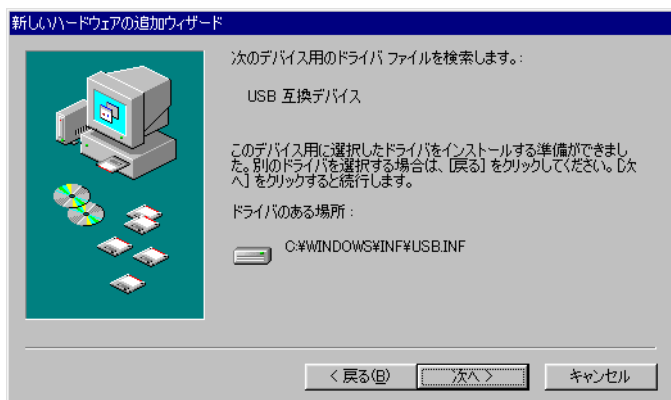 新しいハードウェアの追加ウィザード
次のデバイス用のドライバ ファイルを検索します。:
USB 互換デバイス
このデバイス用に選択したドライバをインストールする準備ができまし
た。別のドライバを選択する場合は、[戻る] をクリックしてください。[次
へ] をクリックすると続行します。
ドライバのある場所 :
C:¥WINDOWS¥INF¥USB.INF
< 戻る(B)
次へ >
キャンセル